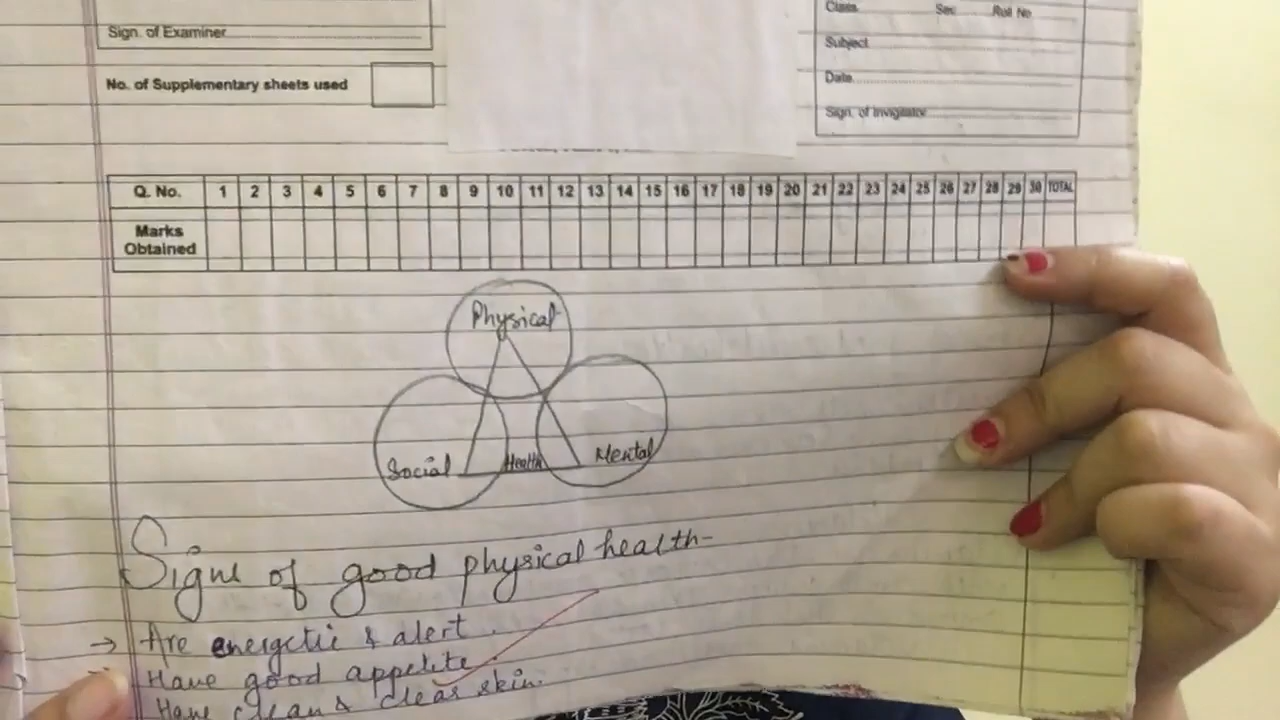 Sign. of Examiner
No. of Supplementary sheets used
Class Sec Roll No
Subject
Date
Sign. of Invigilator
Q. No. 1 2 3 4 5 6 7 8 9 10 11 12 13 14 15 16 17 18 19 20 21 22 23 24 25 26 27 28 29 30 TOTAL
Marks Obtained
Physical
Social Health Mental
Signs of good physical health-
→ Are energetic & alert.
Have good appetite.
Have clean & clear skin.